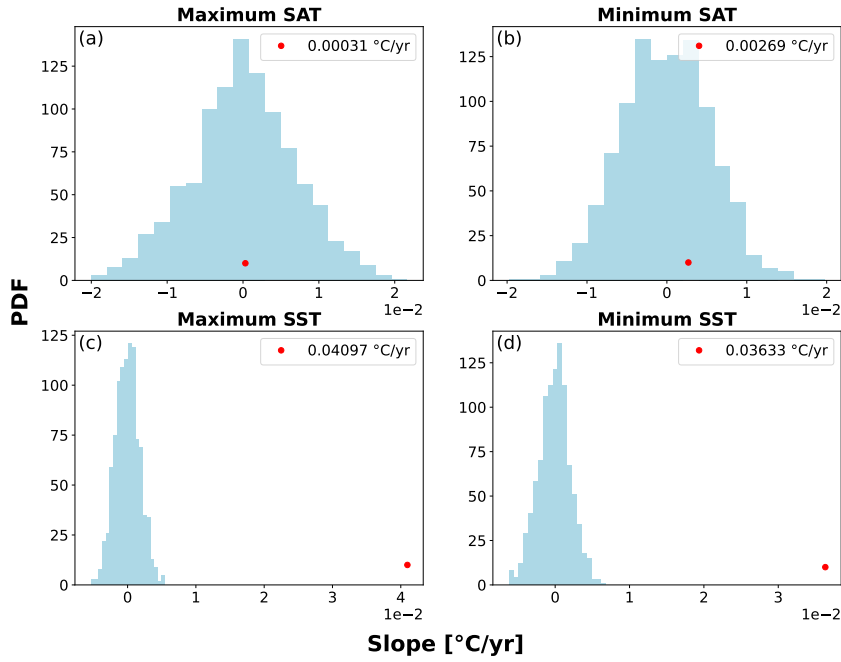 Maximum SAT
(a)
0.00031 °C/yr
125
100
75
50
25
0
−2
−1
0
1
2
1e−2
Minimum SAT
(b)
0.00269 °C/yr
125
100
75
50
25
0
−2
−1
0
1
2
1e−2
PDF
Maximum SST
(c)
0.04097 °C/yr
125
100
75
50
25
0
0
1
2
3
4
1e−2
Minimum SST
(d)
0.03633 °C/yr
125
100
75
50
25
0
0
1
2
3
1e−2
Slope [°C/yr]